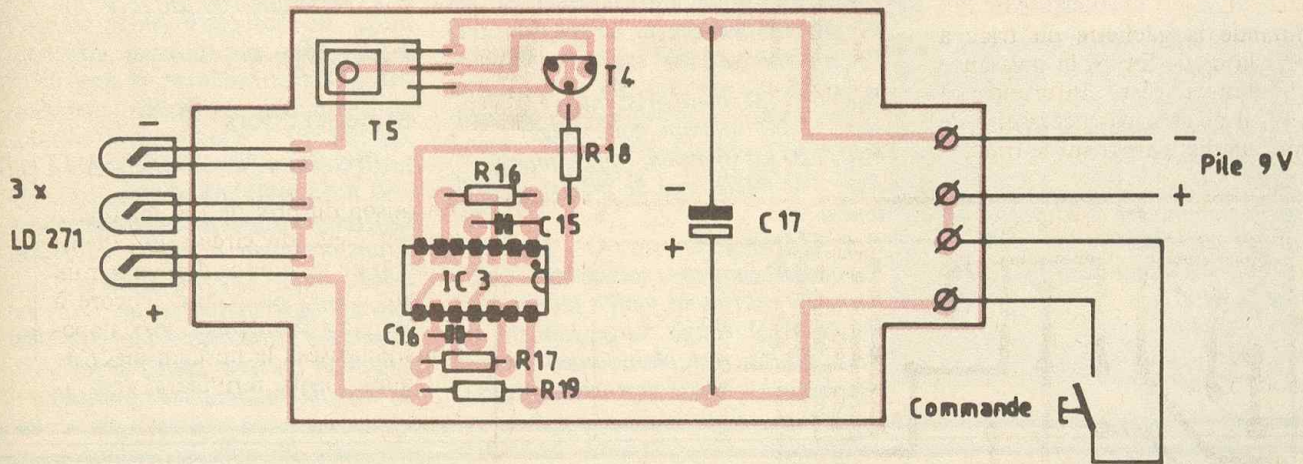 T4
T5
R18
R16
C15
IC 3
C16
R17
R19
-
3 x
LD 271
+
-
+
C17
-
Pile 9V
+
Commande